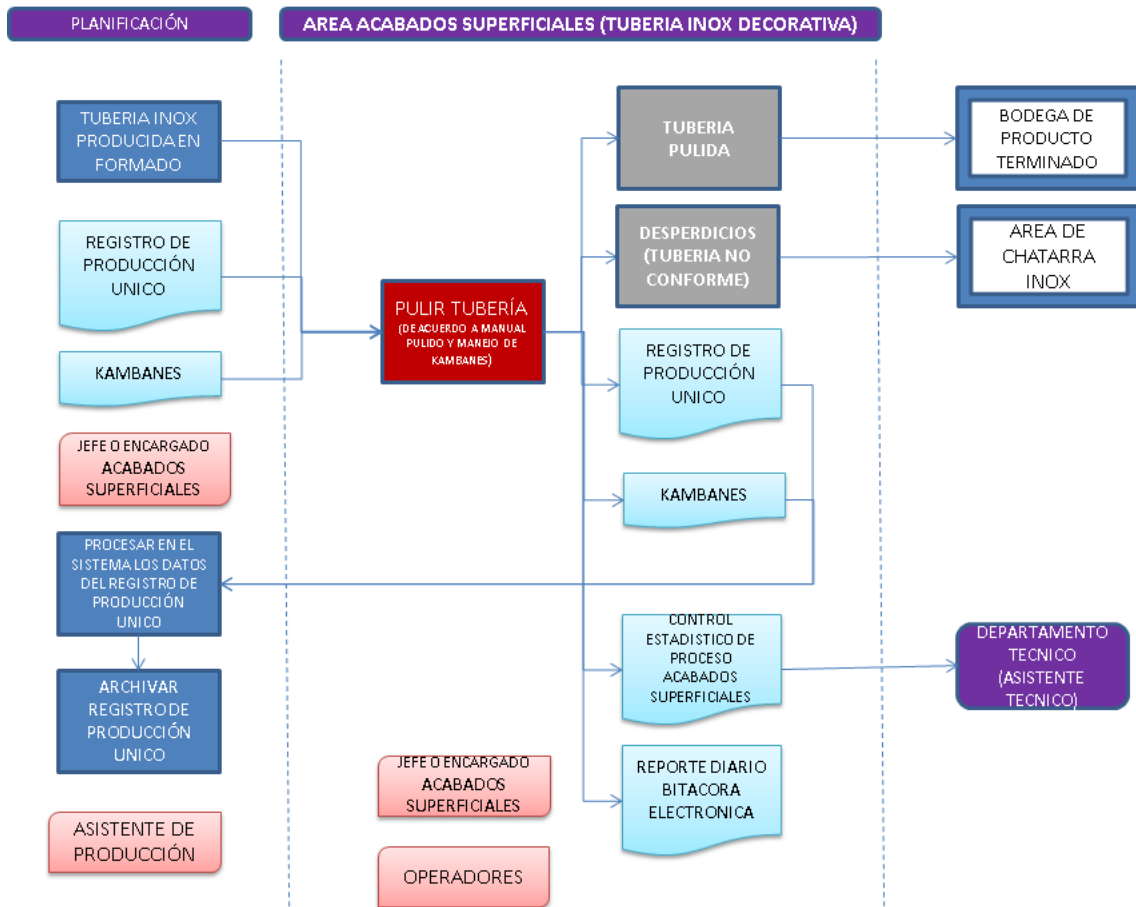 PLANIFICACIÓN
AREA ACABADOS SUPERFICIALES (TUBERIA INOX DECORATIVA)
TUBERIA INOX
PRODUCIDA EN
FORMADO
REGISTRO DE
PRODUCCIÓN
UNICO
KAMBANES
JEFE O ENCARGADO
ACABADOS
SUPERFICIALES
PROCESAR EN EL
SISTEMA LOS DATOS
DEL REGISTRO DE
PRODUCCIÓN
UNICO
ARCHIVAR
REGISTRO DE
PRODUCCIÓN
UNICO
ASISTENTE DE
PRODUCCIÓN
PULIR TUBERÍA
(DE ACUERDO A MANUAL
PULIDO Y MANEJO DE
KAMBANES)
JEFE O ENCARGADO
ACABADOS
SUPERFICIALES
OPERADORES
TUBERIA
PULIDA
DESPERDICIOS
(TUBERIA NO
CONFORME)
REGISTRO DE
PRODUCCIÓN
UNICO
KAMBANES
CONTROL
ESTADISTICO DE
PROCESO
ACABADOS
SUPERFICIALES
REPORTE DIARIO
BITACORA
ELECTRONICA
BODEGA DE
PRODUCTO
TERMINADO
AREA DE
CHATARRA
INOX
DEPARTAMENTO
TECNICO
(ASISTENTE
TECNICO)